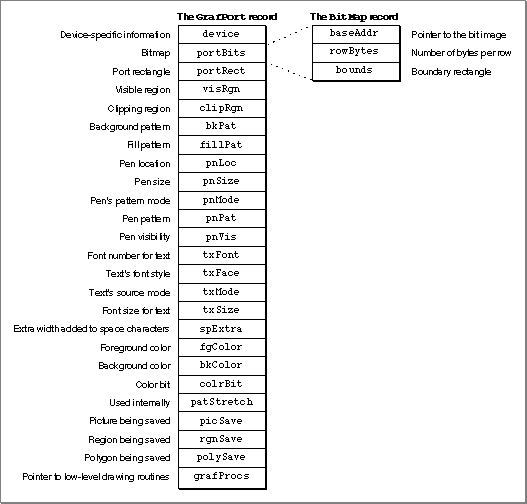 The GrafPort record The BitMap record
Device-specific information device baseAddr Pointer to the bit image
Bitmap portBits rowBytes Number of bytes per row
Port rectangle portRect bounds Boundary rectangle
Visible region visRgn
Clipping region clipRgn
Background pattern bkPat
Fill pattern fillPat
Pen location pnLoc
Pen size pnSize
Pen's pattern mode pnMode
Pen pattern pnPat
Pen visibility pnVis
Font number for text txFont
Text's font style txFace
Text's source mode txMode
Font size for text txSize
Extra width added to space characters spExtra
Foreground color fgColor
Background color bkColor
Color bit colrBit
Used internally patStretch
Picture being saved picSave
Region being saved rgnSave
Polygon being saved polySave
Pointer to low-level drawing routines grafProcs